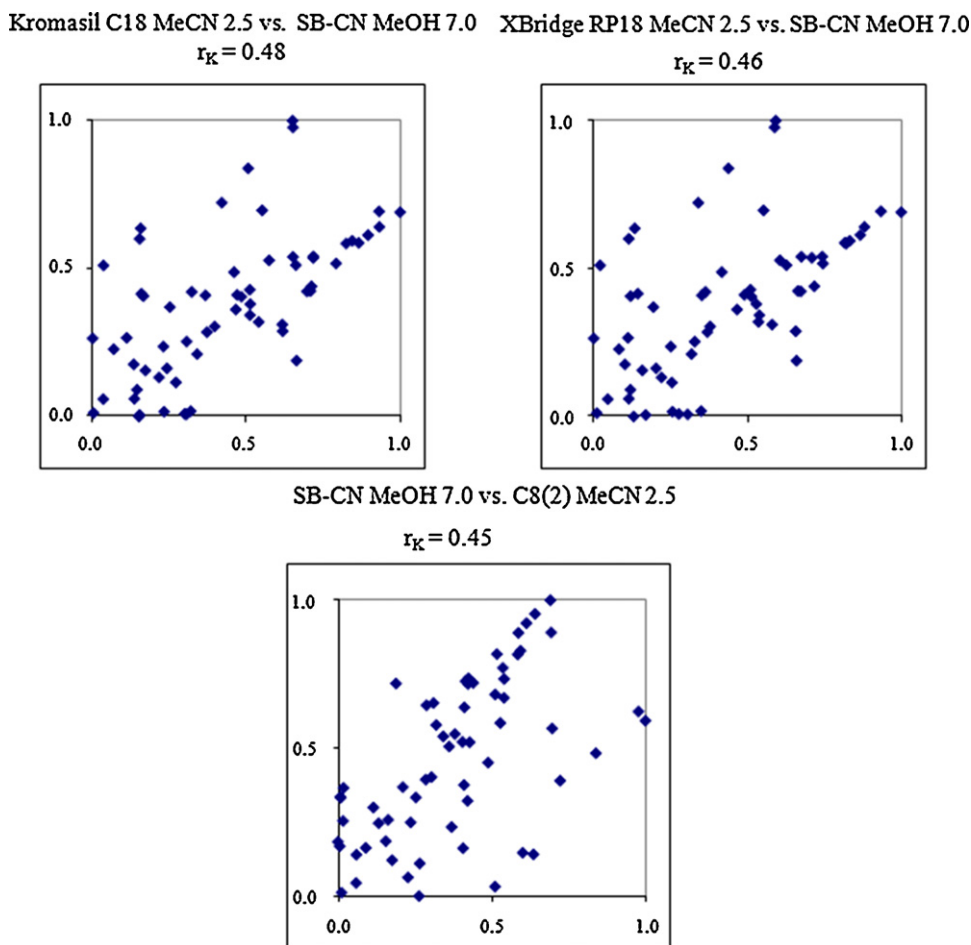 Kromasil C18 MeCN 2.5 vs. SB-CN MeOH 7.0
r_K = 0.48
XBridge RP18 MeCN 2.5 vs. SB-CN MeOH 7.0
r_K = 0.46
1.0
0.5
0.0
0.0 0.5 1.0
1.0
0.5
0.0
0.0 0.5 1.0
SB-CN MeOH 7.0 vs. C8(2) MeCN 2.5
r_K = 0.45
1.0
0.5
0.0
0.0 0.5 1.0